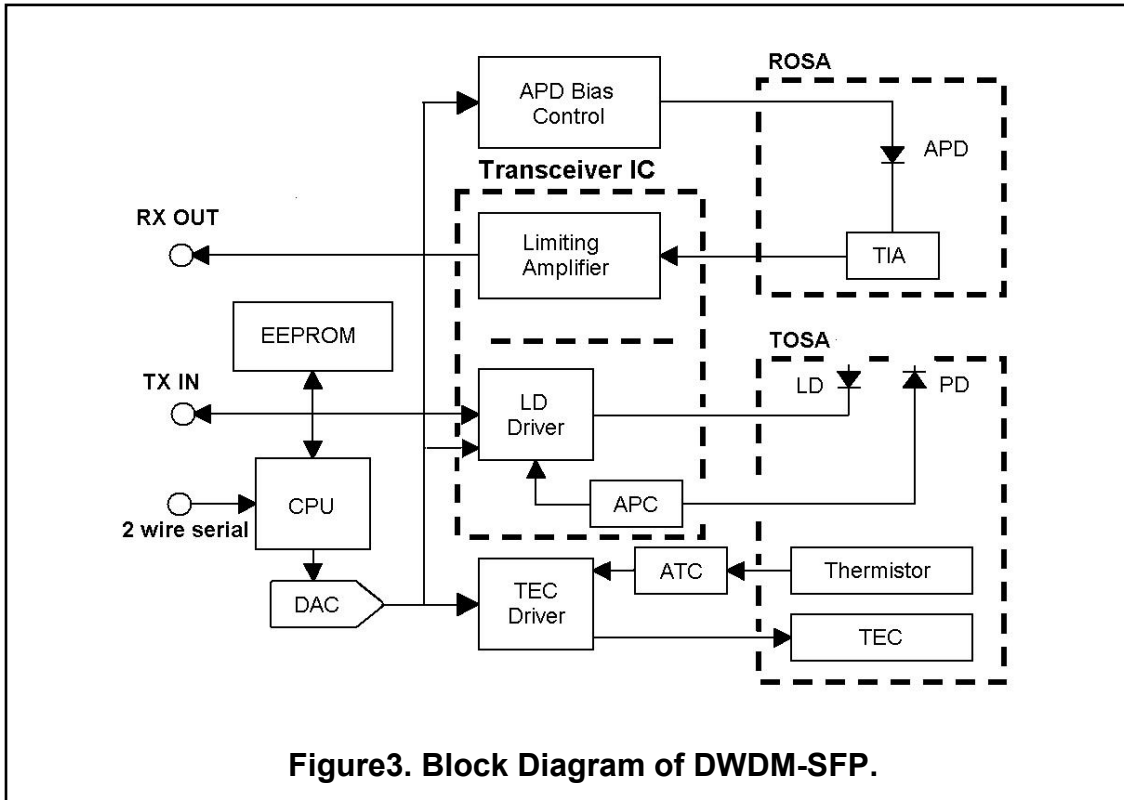 ROSA
APD Bias
Control
APD
Transceiver IC
RX OUT
Limiting
Amplifier
TIA
EEPROM
TOSA
TX IN
LD
PD
LD
Driver
CPU
APC
2 wire serial
ATC
Thermistor
DAC
TEC
Driver
TEC
Figure3. Block Diagram of DWDM-SFP.